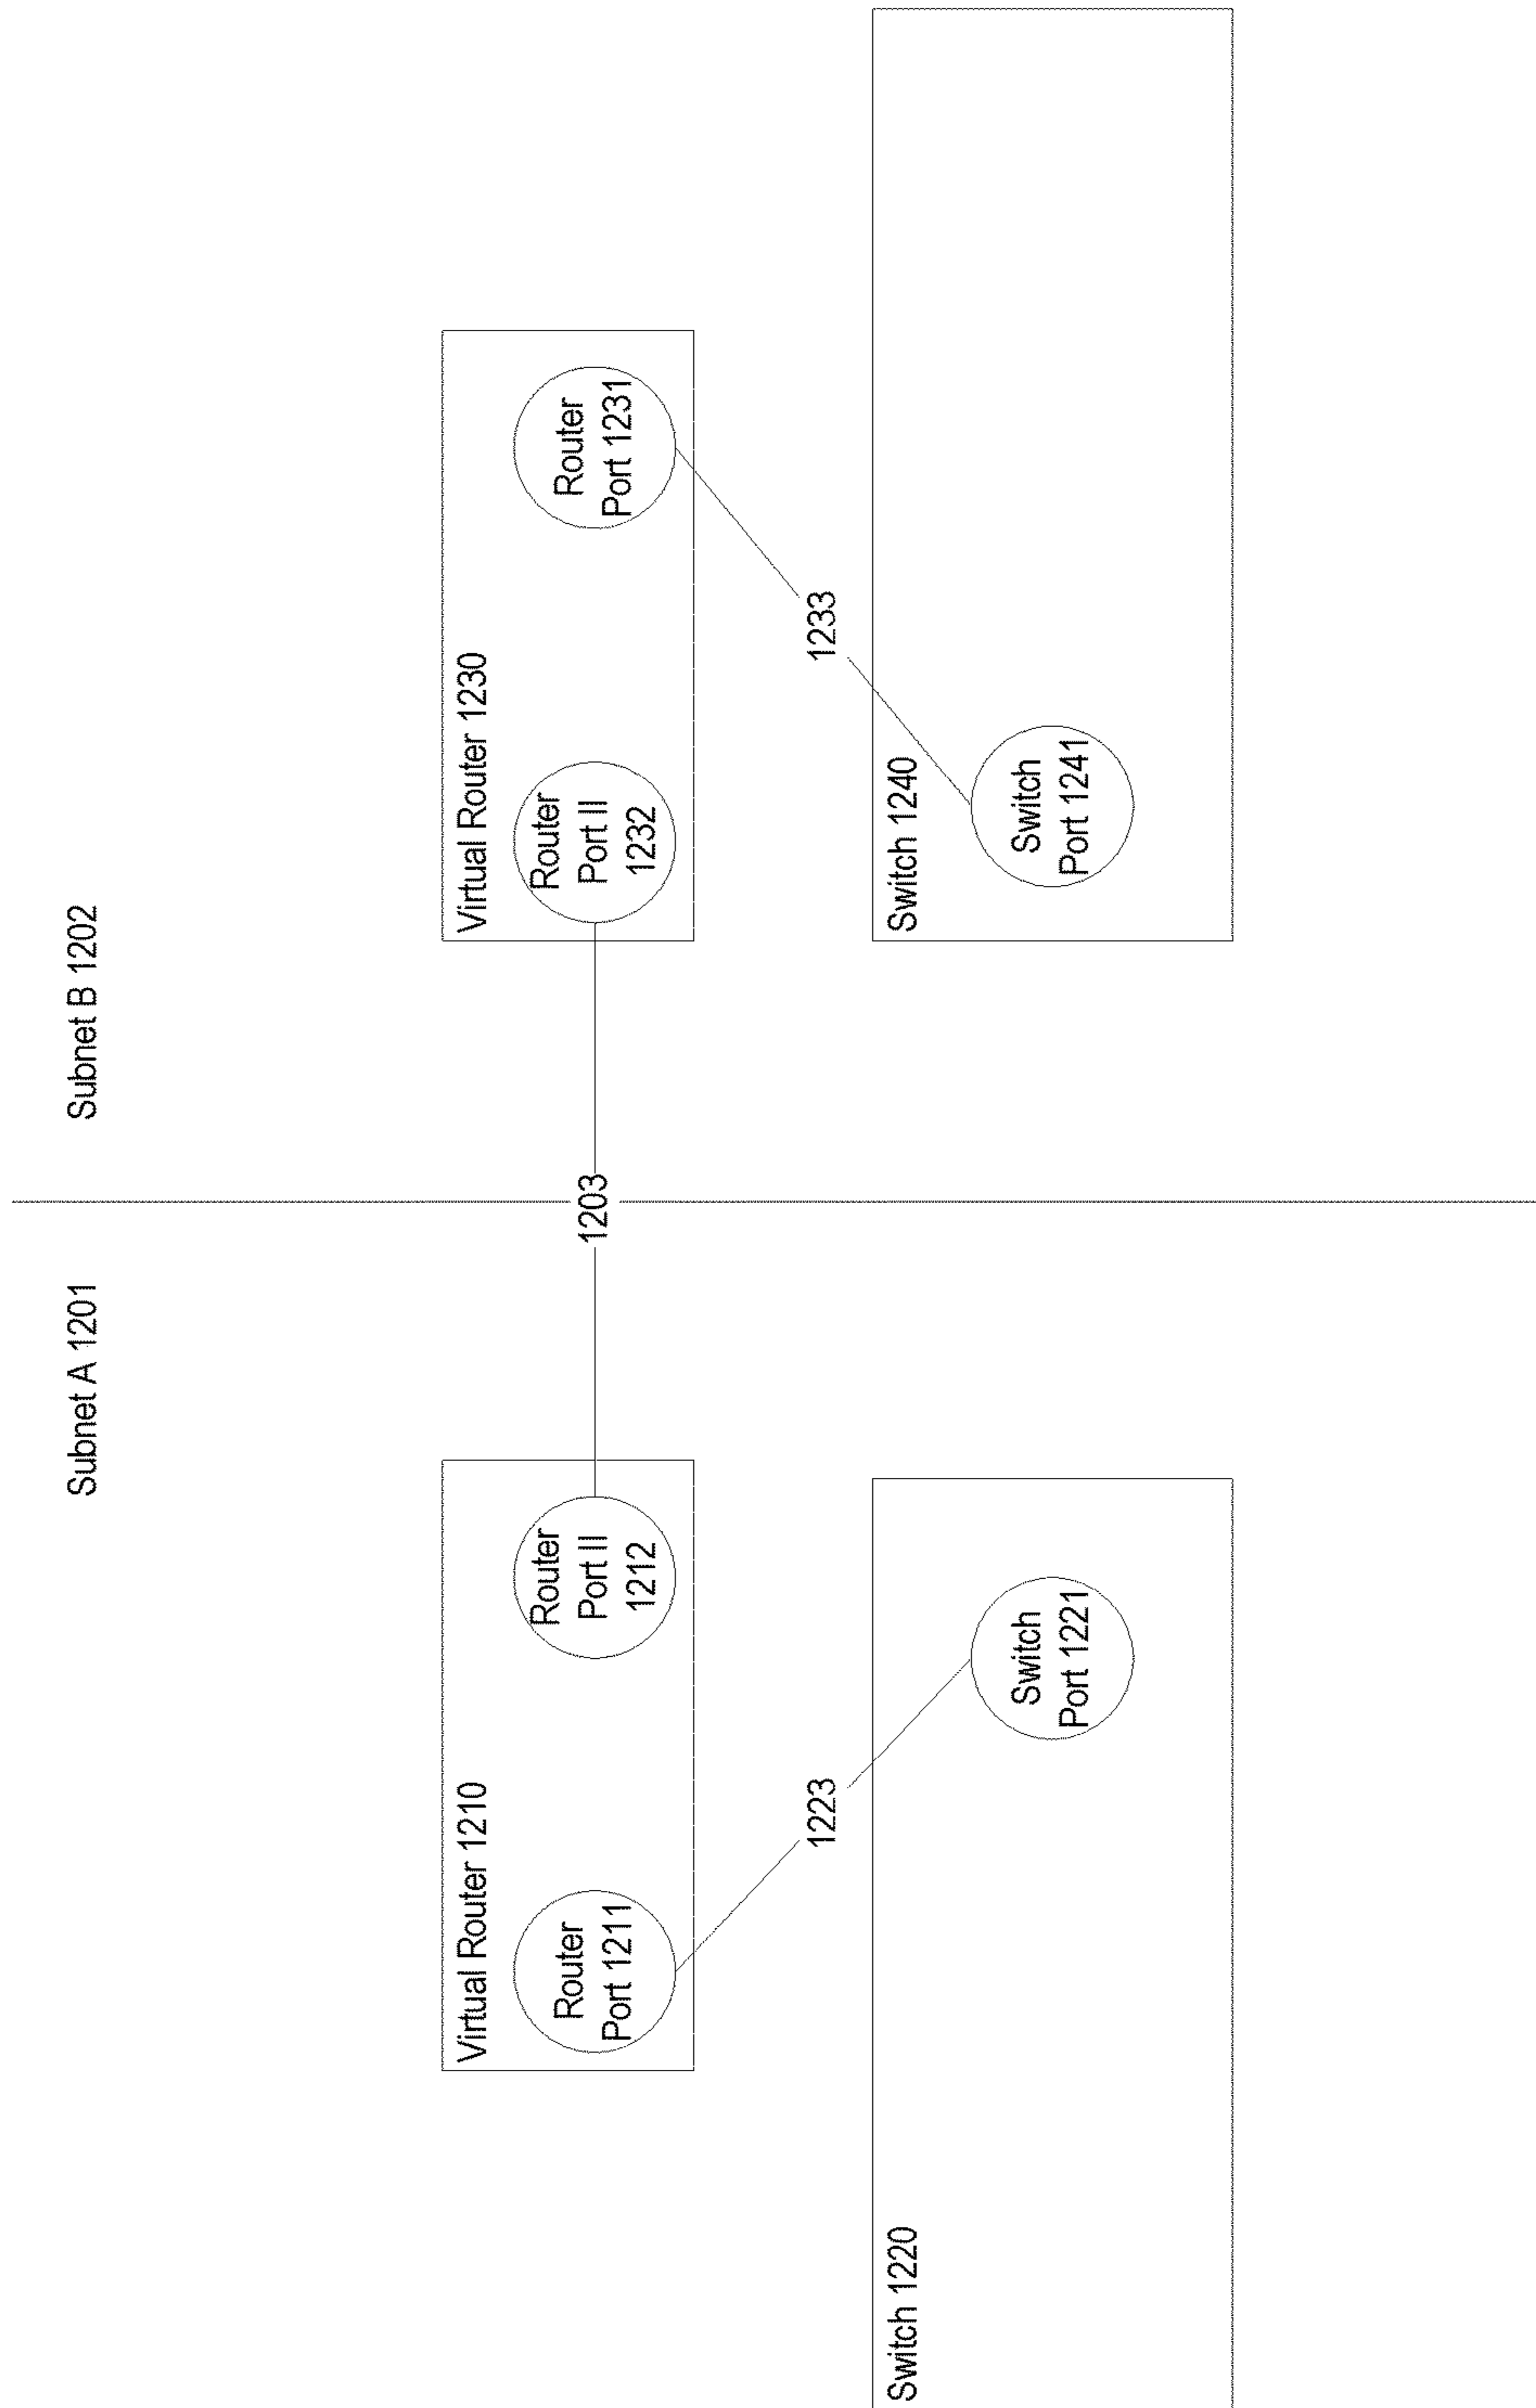 Subnet A 1201
Subnet B 1202
Virtual Router 1210
Router
Port 1211
Router
Port II
1212
1203
Virtual Router 1230
Router
Port II
1232
Router
Port 1231
1223
1233
Switch 1220
Switch
Port 1221
Switch 1240
Switch
Port 1241